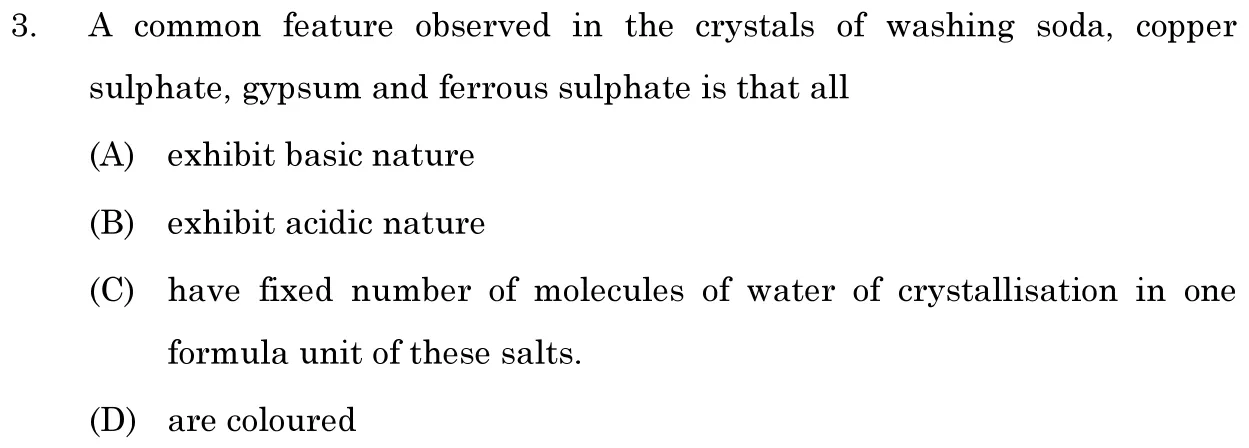 3. A common feature observed in the crystals of washing soda, copper
sulphate, gypsum and ferrous sulphate is that all
(A) exhibit basic nature
(B) exhibit acidic nature
(C) have fixed number of molecules of water of crystallisation in one
formula unit of these salts.
(D) are coloured